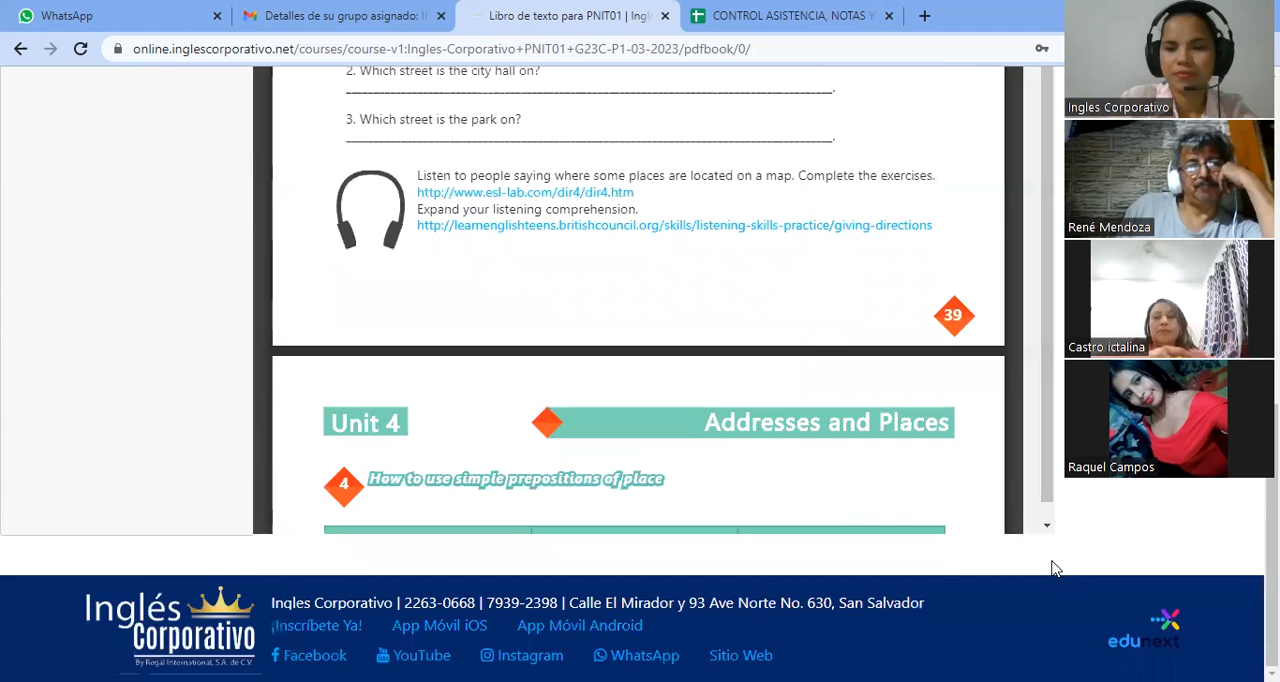 WhatsApp
Detalles de su grupo asignado: I
Libro de texto para PNIT01 | Ingl
CONTROL ASISTENCIA, NOTAS Y
online.inglescorporativo.net/courses/course-v1:Ingles-Corporativo+PNIT01+G23C-P1-03-2023/pdfbook/0/
2. Which street is the city hall on?
3. Which street is the park on?
Listen to people saying where some places are located on a map. Complete the exercises.
http://www.esl-lab.com/dir4/dir4.htm
Expand your listening comprehension.
http://learnenglishteens.britishcouncil.org/skills/listening-skills-practice/giving-directions
39
Unit 4
Addresses and Places
4
How to use simple prepositions of place
Ingles Corporativo
René Mendoza
Castro ictalina
Raquel Campos
Inglés
Corporativo
By Regal International, S.A. de C.V.
Ingles Corporativo | 2263-0668 | 7939-2398 | Calle El Mirador y 93 Ave Norte No. 630, San Salvador
¡Inscríbete Ya! App Móvil iOS App Móvil Android
Facebook YouTube Instagram WhatsApp Sitio Web
edunext